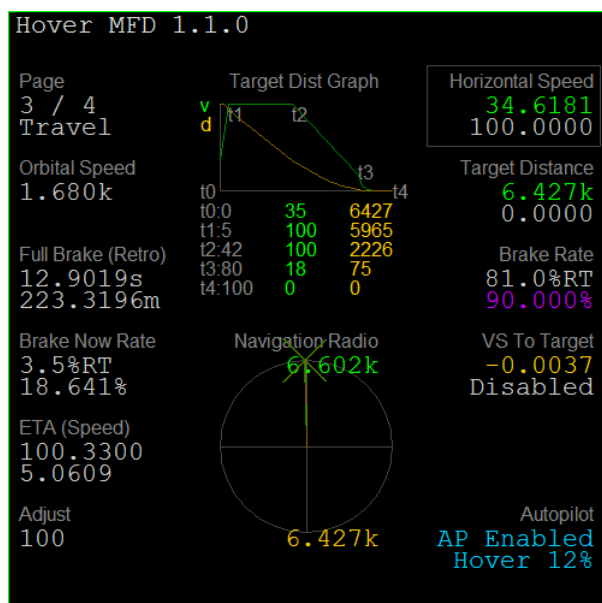 Hover MFD 1.1.0
Page
3 / 4
Travel
Orbital Speed
1.680k
Full Brake (Retro)
12.9019s
223.3196m
Brake Now Rate
3.5%RT
18.641%
ETA (Speed)
100.3300
5.0609
Adjust
100
Target Dist Graph
v
d
t1
t2
t3
t0
t4
t0:0 35 6427
t1:5 100 5965
t2:42 100 2226
t3:80 18 75
t4:100 0 0
Navigation Radio
6.602k
6.427k
Horizontal Speed
34.6181
100.0000
Target Distance
6.427k
0.0000
Brake Rate
81.0%RT
90.000%
VS To Target
-0.0037
Disabled
Autopilot
AP Enabled
Hover 12%